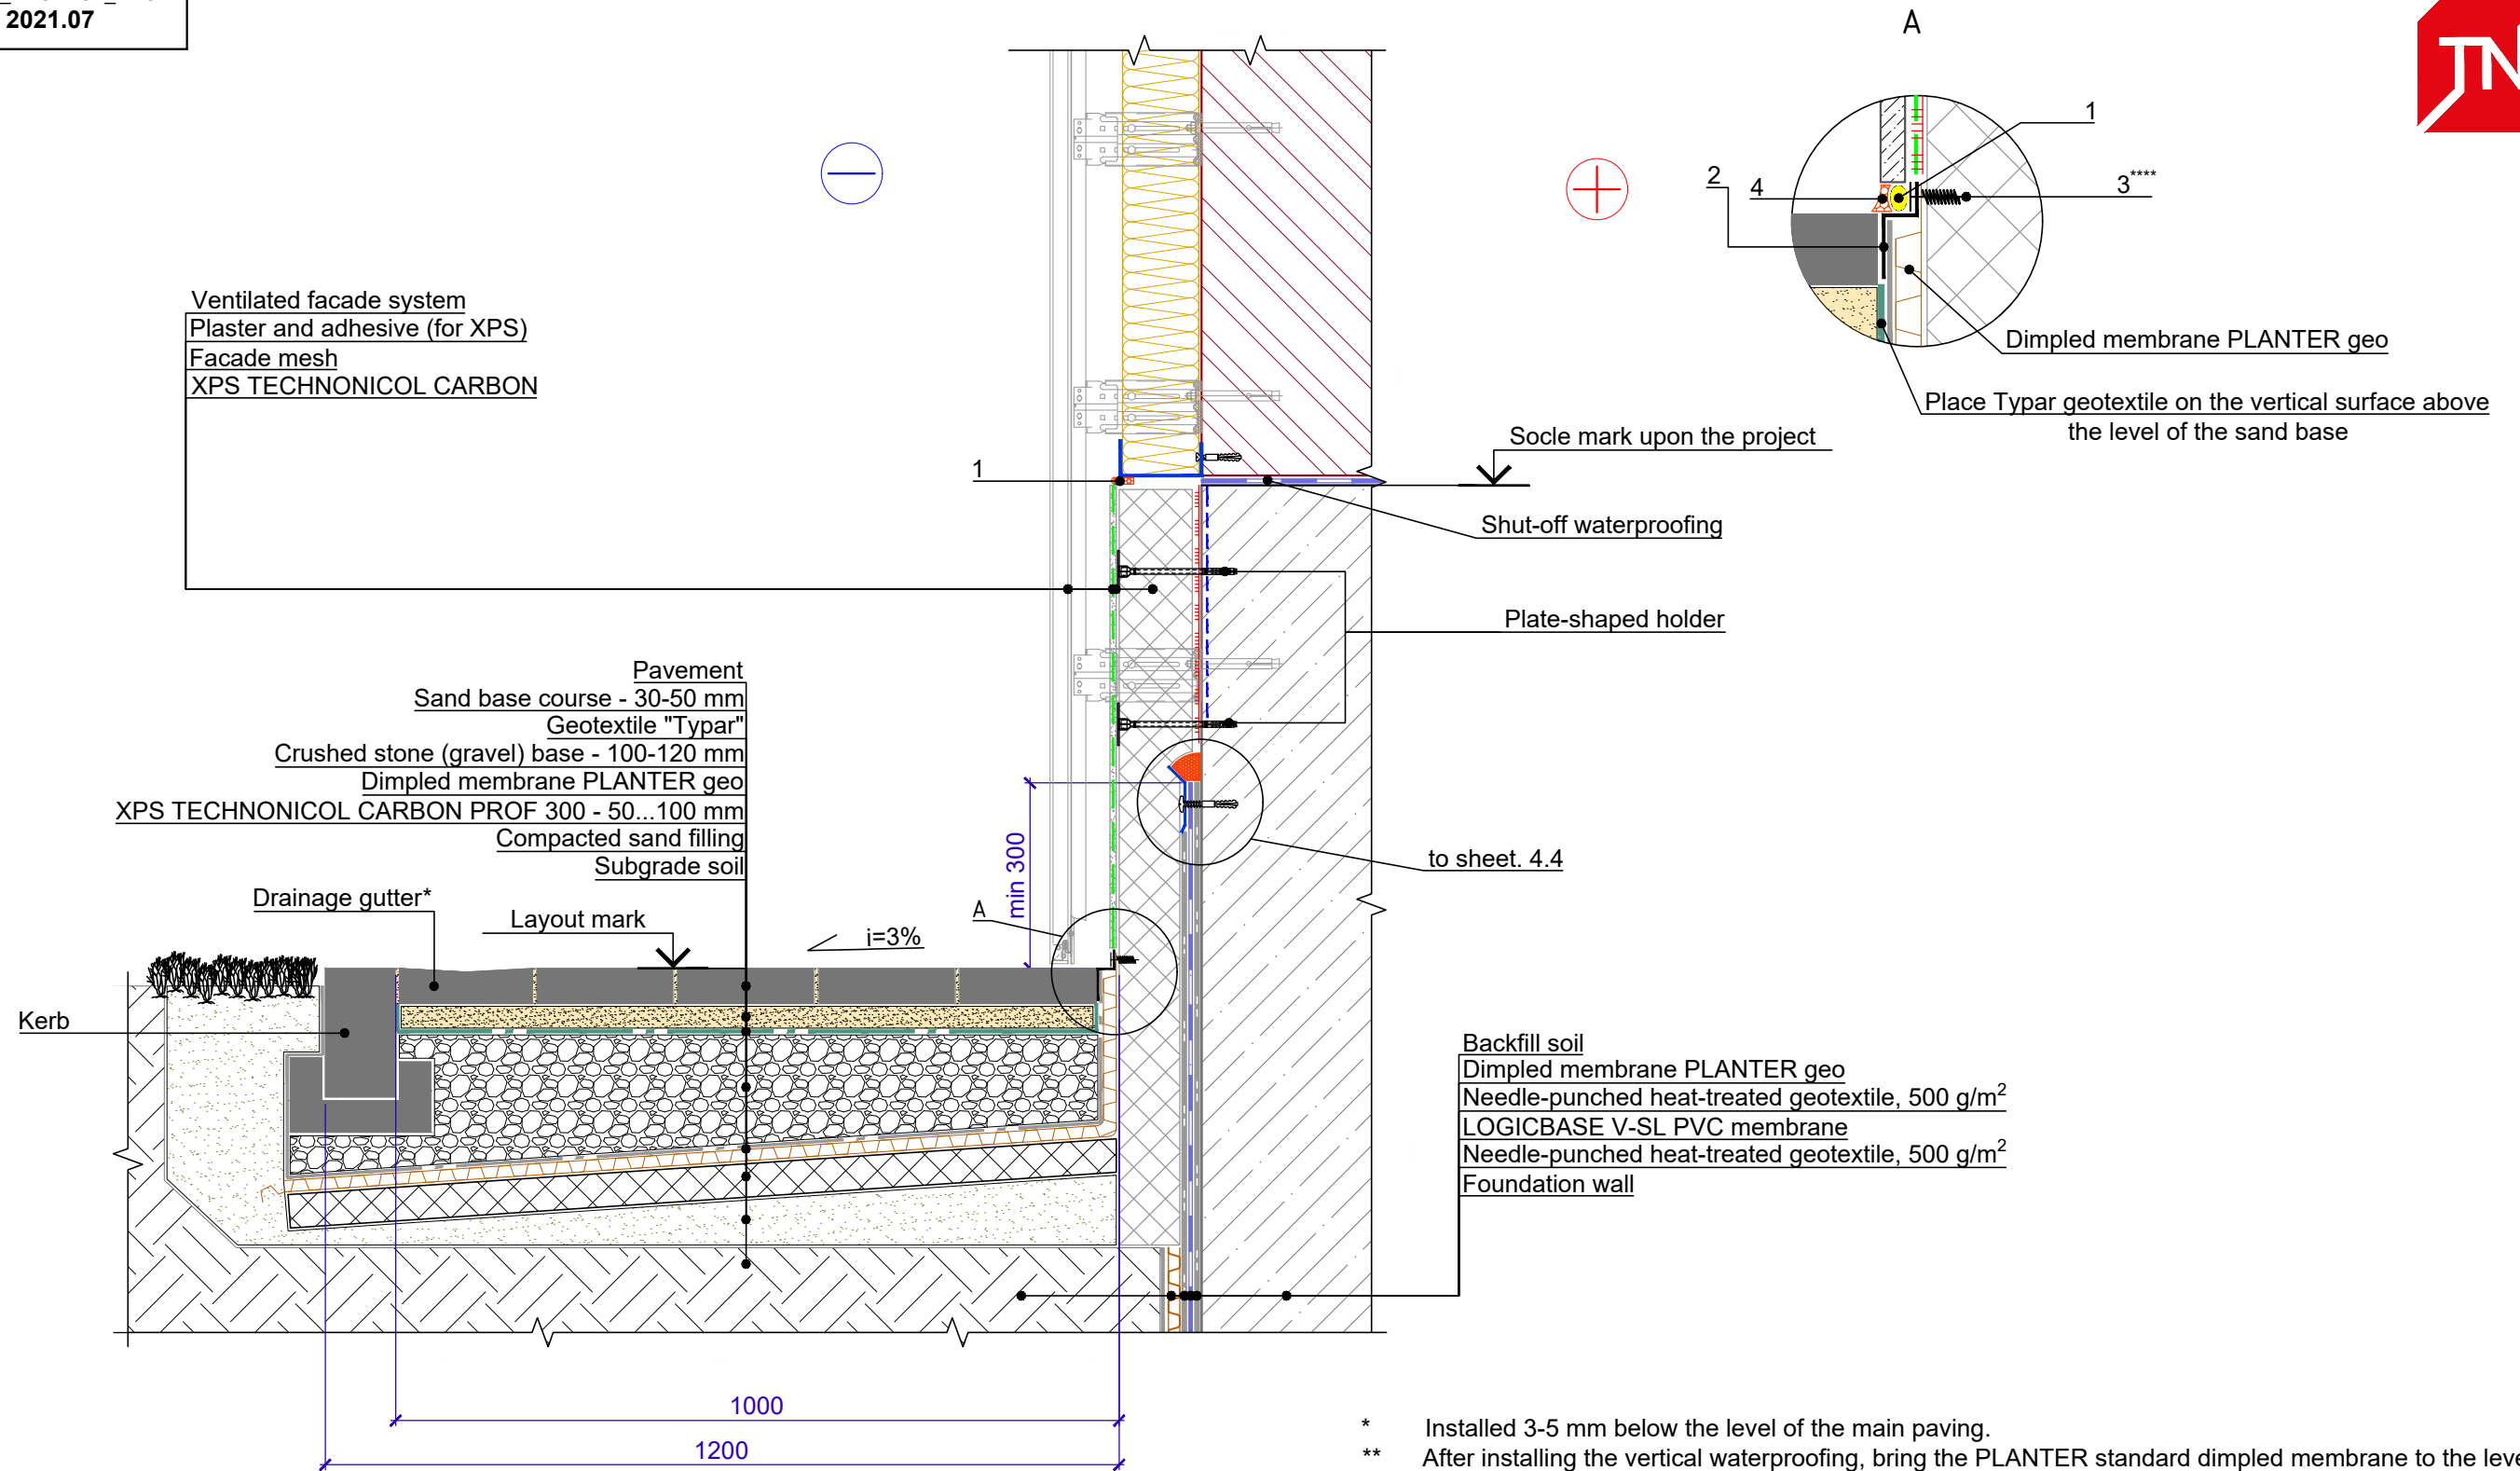 2021.07
A
TN
1
2
4
3****
Dimpled membrane PLANTER geo
Place Typar geotextile on the vertical surface above
the level of the sand base
Ventilated facade system
Plaster and adhesive (for XPS)
Facade mesh
XPS TECHNONICOL CARBON
Socle mark upon the project
1
Shut-off waterproofing
Plate-shaped holder
Pavement
Sand base course - 30-50 mm
Geotextile "Typar"
Crushed stone (gravel) base - 100-120 mm
Dimpled membrane PLANTER geo
XPS TECHNONICOL CARBON PROF 300 - 50...100 mm
Compacted sand filling
Subgrade soil
min 300
to sheet. 4.4
Drainage gutter*
Layout mark
i=3%
A
Kerb
Backfill soil
Dimpled membrane PLANTER geo
Needle-punched heat-treated geotextile, 500 g/m²
LOGICBASE V-SL PVC membrane
Needle-punched heat-treated geotextile, 500 g/m²
Foundation wall
1000
1200
* Installed 3-5 mm below the level of the main paving.
** After installing the vertical waterproofing, bring the PLANTER standard dimpled membrane to the